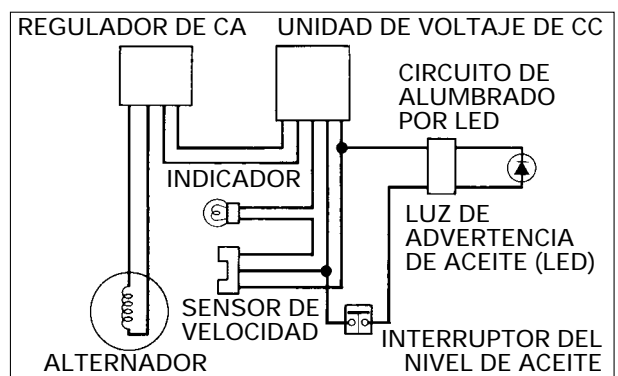 REGULADOR DE CA
UNIDAD DE VOLTAJE DE CC
CIRCUITO DE
ALUMBRADO
POR LED
INDICADOR
LUZ DE
ADVERTENCIA
DE ACEITE (LED)
SENSOR DE
VELOCIDAD
INTERRUPTOR DEL
NIVEL DE ACEITE
ALTERNADOR